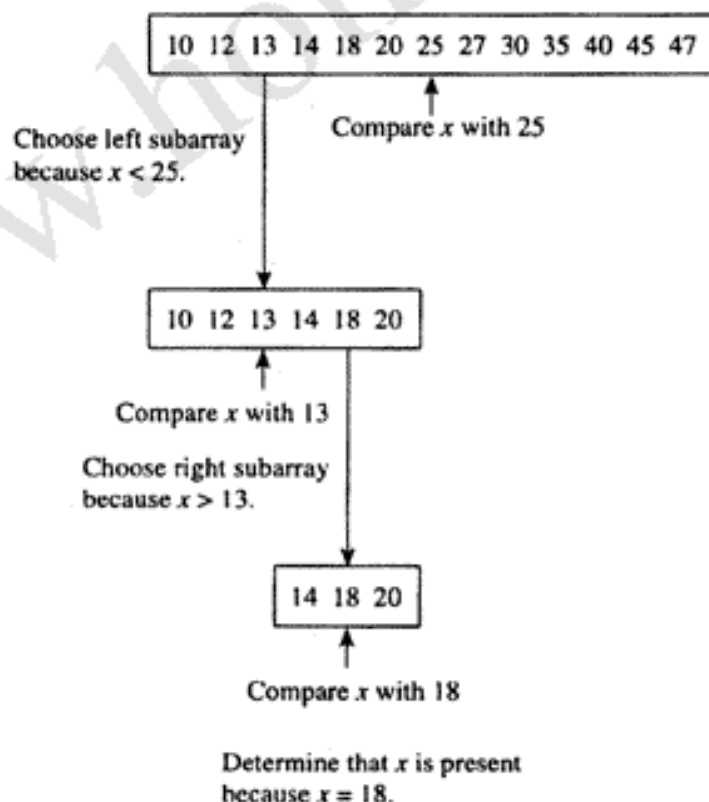 10 12 13 14 18 20 25 27 30 35 40 45 47
Compare x with 25
Choose left subarray
because x < 25.
10 12 13 14 18 20
Compare x with 13
Choose right subarray
because x > 13.
14 18 20
Compare x with 18
Determine that x is present
because x = 18.